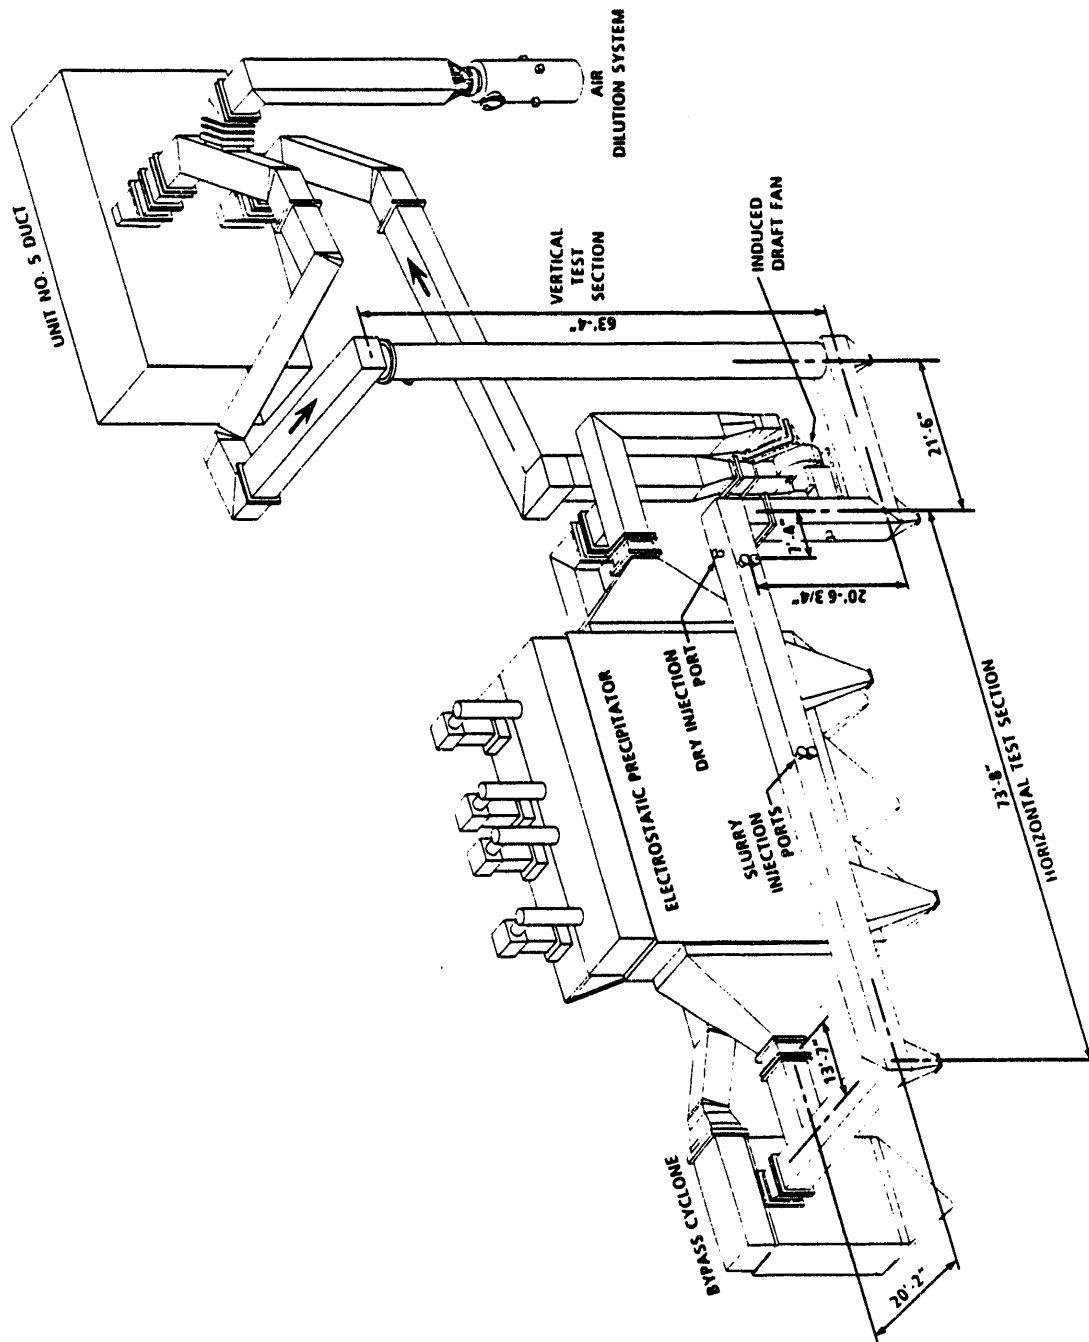 UNIT NO. 5 DUCT
AIR
DILUTION SYSTEM
VERTICAL
TEST
SECTION
63'-4"
INDUCED
DRAFT FAN
21'-6"
7'-4"
20'-6 3/4"
DRY INJECTION
PORT
ELECTROSTATIC PRECIPITATOR
SLURRY
INJECTION
PORTS
73'-8"
HORIZONTAL TEST SECTION
13'-7"
BYPASS CYCLONE
20'-2"